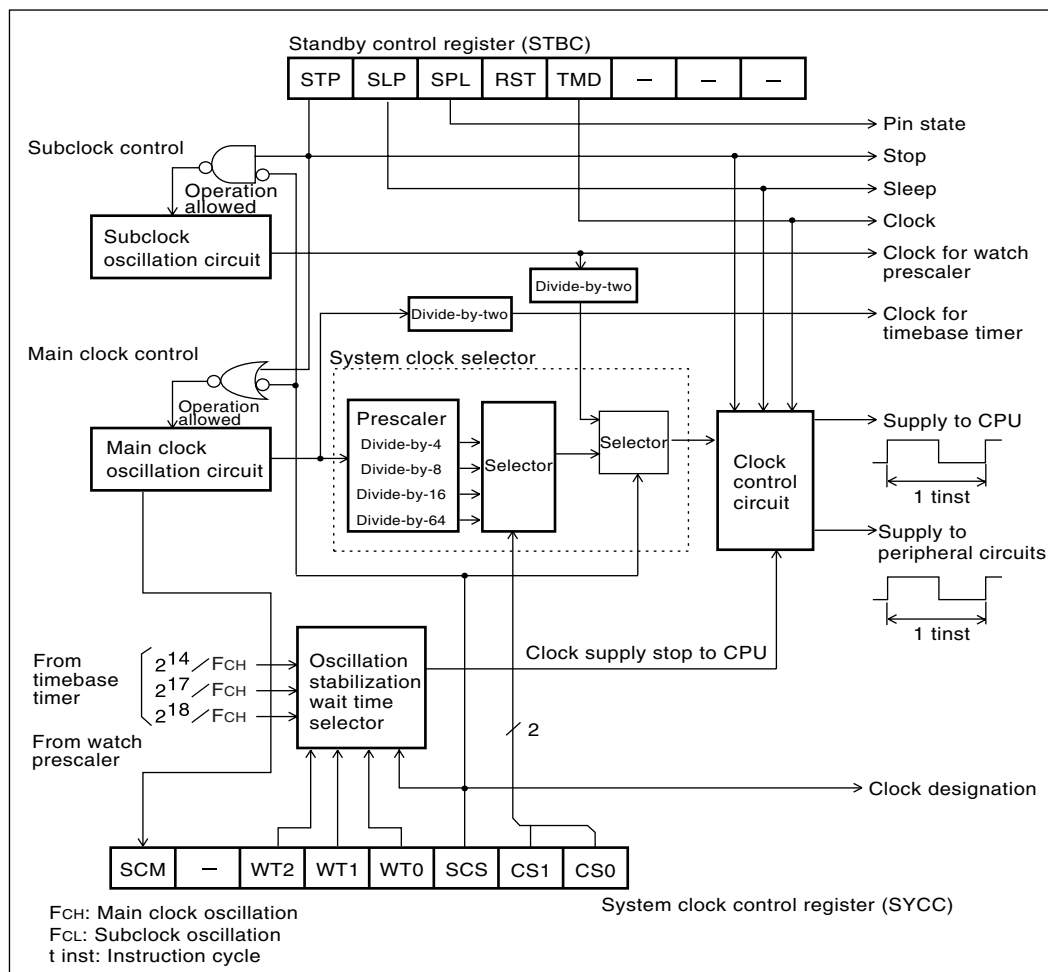 Standby control register (STBC)
STP SLP SPL RST TMD — — —
Pin state
Subclock control
Stop
Operation
allowed
Sleep
Clock
Subclock
oscillation circuit
Clock for watch
prescaler
Divide-by-two
Divide-by-two
Clock for
timebase timer
Main clock control
System clock selector
Operation
allowed
Main clock
oscillation circuit
Prescaler
Divide-by-4
Divide-by-8
Divide-by-16
Divide-by-64
Selector
Selector
Clock
control
circuit
Supply to CPU
1 tinst
Supply to
peripheral circuits
1 tinst
From
timebase
timer
2^14/FCH
2^17/FCH
2^18/FCH
From watch
prescaler
Oscillation
stabilization
wait time
selector
Clock supply stop to CPU
2
Clock designation
SCM — WT2 WT1 WT0 SCS CS1 CS0
System clock control register (SYCC)
FCH: Main clock oscillation
FCL: Subclock oscillation
t inst: Instruction cycle